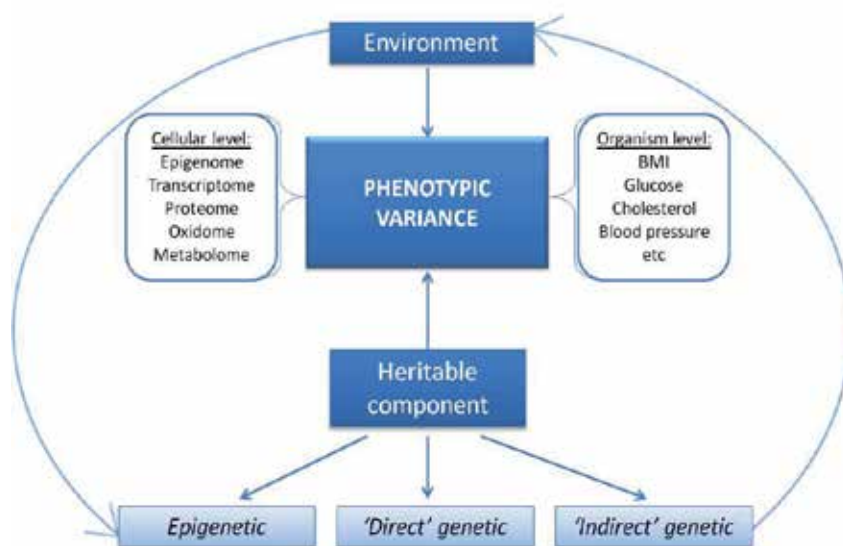 Environment
Cellular level:
Epigenome
Transcriptome
Proteome
Oxidome
Metabolome
PHENOTYPIC
VARIANCE
Organism level:
BMI
Glucose
Cholesterol
Blood pressure
etc
Heritable
component
Epigenetic
'Direct' genetic
'Indirect' genetic